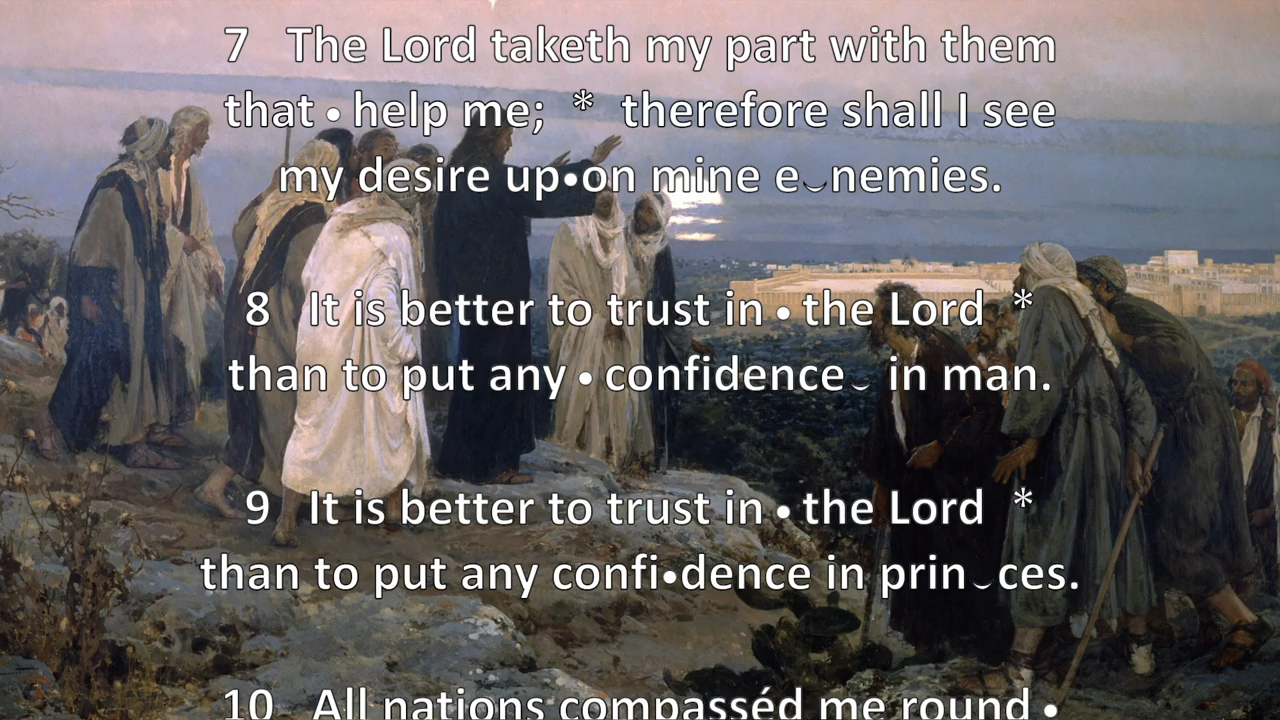 7 The Lord taketh my part with them
that • help me; * therefore shall I see
my desire up•on mine e‿nemies.
8 It is better to trust in • the Lord *
than to put any • confidence‿ in man.
9 It is better to trust in • the Lord *
than to put any confi•dence in prin‿ces.
10 All nations compasséd me round •